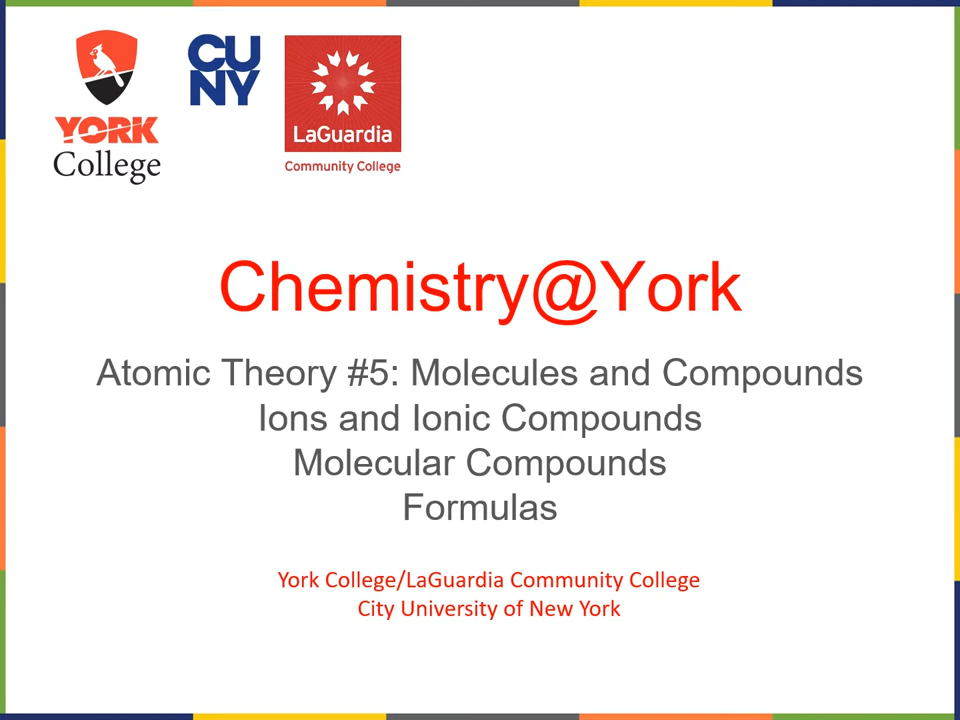 YORK
College
CU
NY
LaGuardia
Community College
Chemistry@York
Atomic Theory #5: Molecules and Compounds
Ions and Ionic Compounds
Molecular Compounds
Formulas
York College/LaGuardia Community College
City University of New York